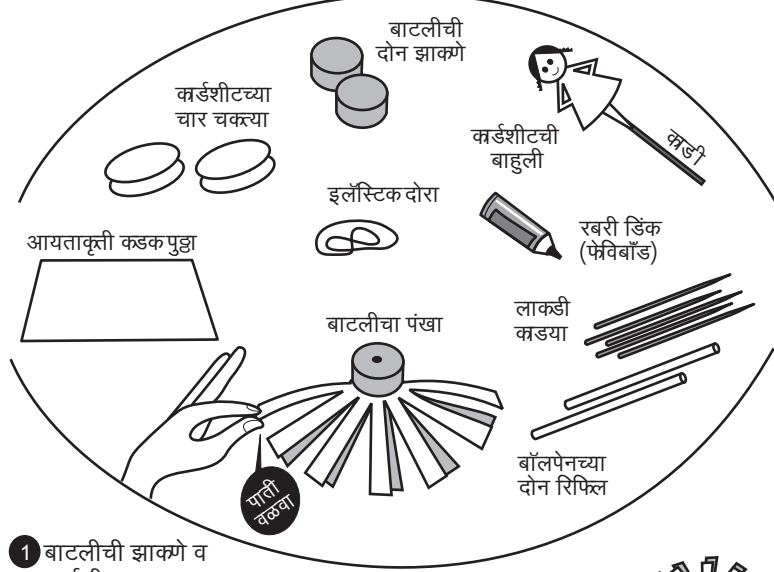 बाटलीची
दोन झाकणे
कार्डशीटच्या
चार चकत्या
कार्डशीटची
बाहुली
काडी
इलॅस्टिक दोरा
रबरी डिंक
(फेविबाँड)
आयताकृती कडक पुठ्ठा
लाकडी
काडया
बाटलीचा पंखा
बॉलपेनच्या
दोन रिफिल
पाती
वळवा
1 बाटलीची झाकणे व